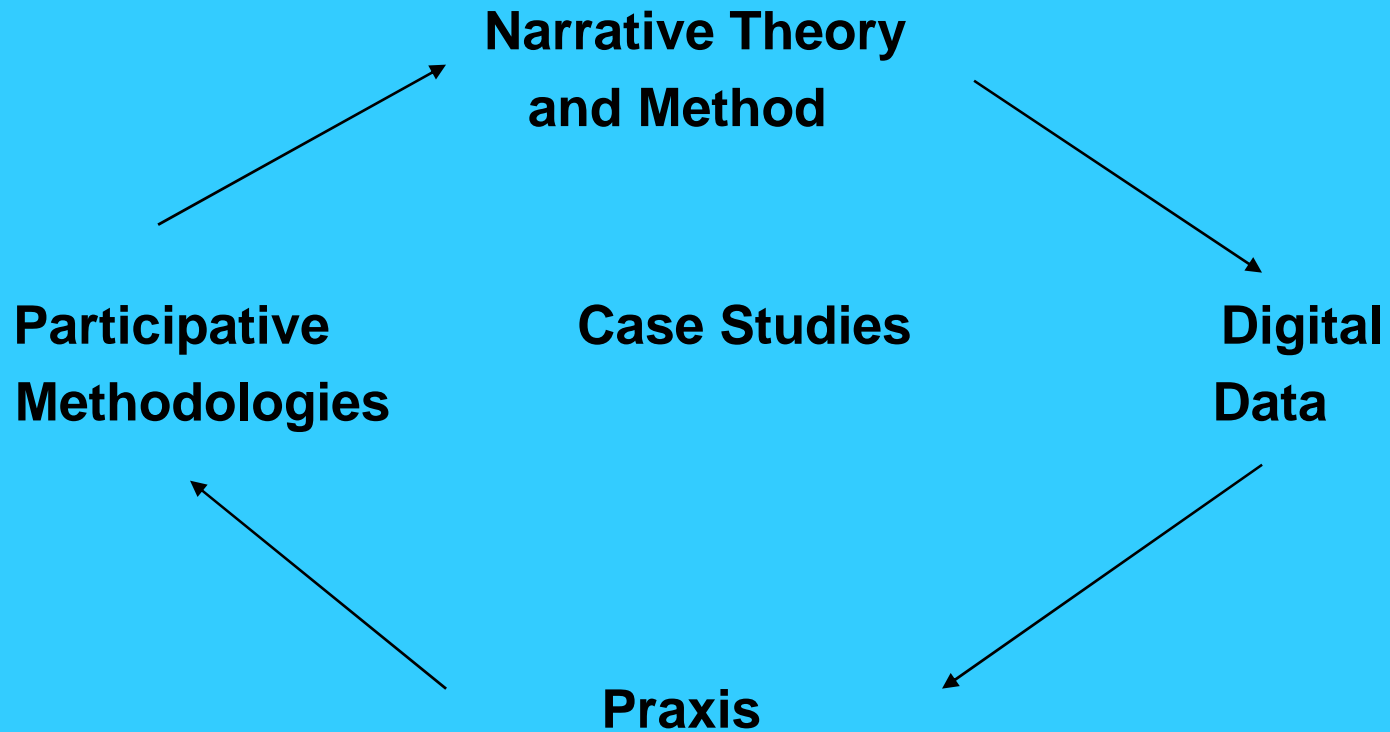 Narrative Theory
and Method
Participative
Methodologies
Case Studies
Digital
Data
Praxis